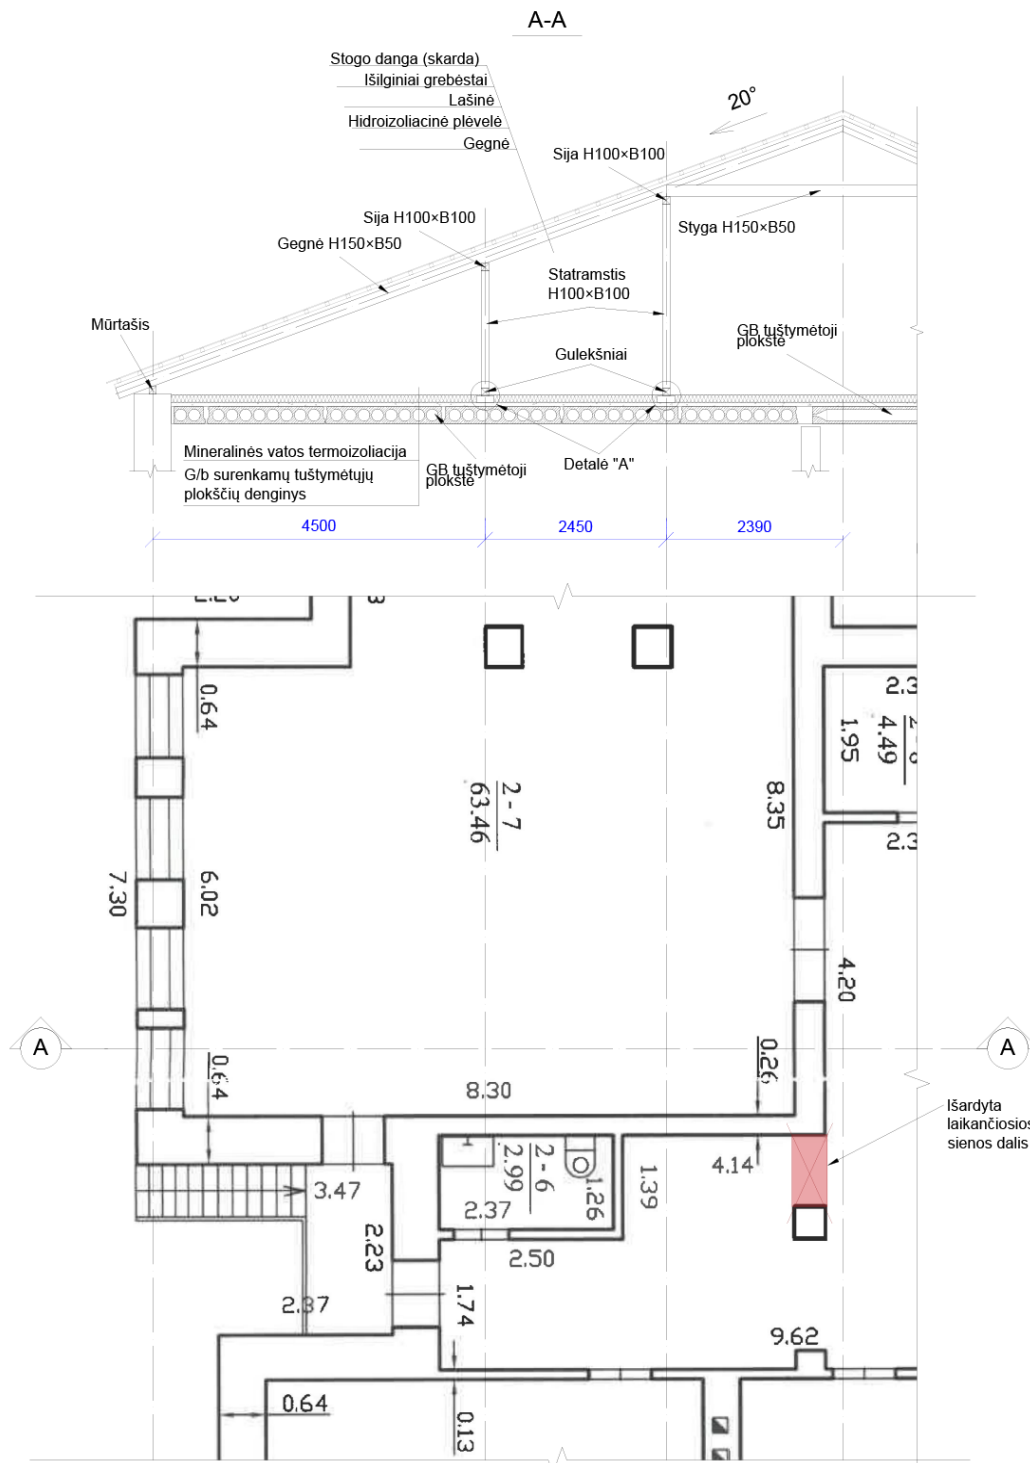 A-A
Stogo danga (skarda)
Išilginiai grebėstai
Lašinė
Hidroizoliacinė plėvelė
Gegnė
20°
Sija H100×B100
Sija H100×B100
Styga H150×B50
Gegnė H150×B50
Statramstis
H100×B100
Mūrtašis
GB tuštymėtoji
plokštė
Gulekšniai
Mineralinės vatos termoizoliacija
G/b surenkamų tuštymėtųjų
plokščių denginys
GB tuštymėtoji
plokštė
Detalė "A"
4500
2450
2390
0.64
2.3
4.49
1.95
2-7
63.46
8.35
2.3
7.30
6.02
4.20
A
A
0.64
0.26
8.30
Išardyta
laikančiosios
sienos dalis
2-6
2.99
1.26
2.37
1.39
4.14
3.47
2.23
2.50
2.37
1.74
9.62
0.64
0.13